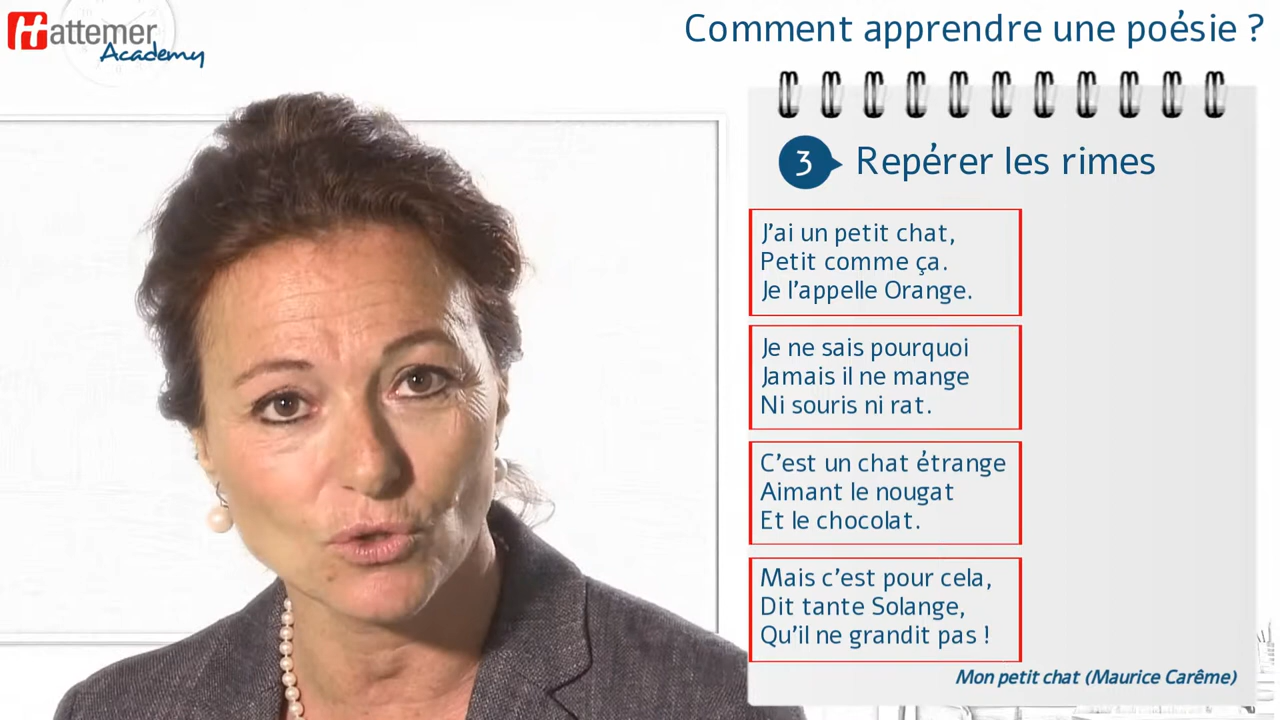 Hattemer
Academy
Comment apprendre une poésie ?
3 Repérer les rimes
J'ai un petit chat,
Petit comme ça.
Je l'appelle Orange.
Je ne sais pourquoi
Jamais il ne mange
Ni souris ni rat.
C'est un chat étrange
Aimant le nougat
Et le chocolat.
Mais c'est pour cela,
Dit tante Solange,
Qu'il ne grandit pas !
Mon petit chat (Maurice Carême)